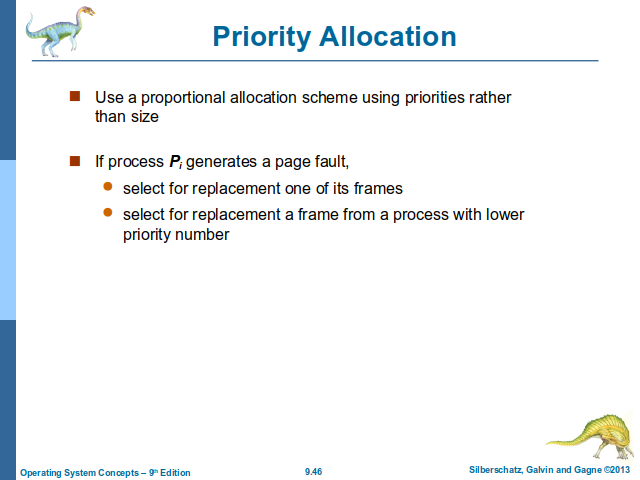 Priority Allocation
Use a proportional allocation scheme using priorities rather
than size
If process Pi generates a page fault,
select for replacement one of its frames
select for replacement a frame from a process with lower
priority number
Operating System Concepts – 9th Edition
9.46
Silberschatz, Galvin and Gagne ©2013